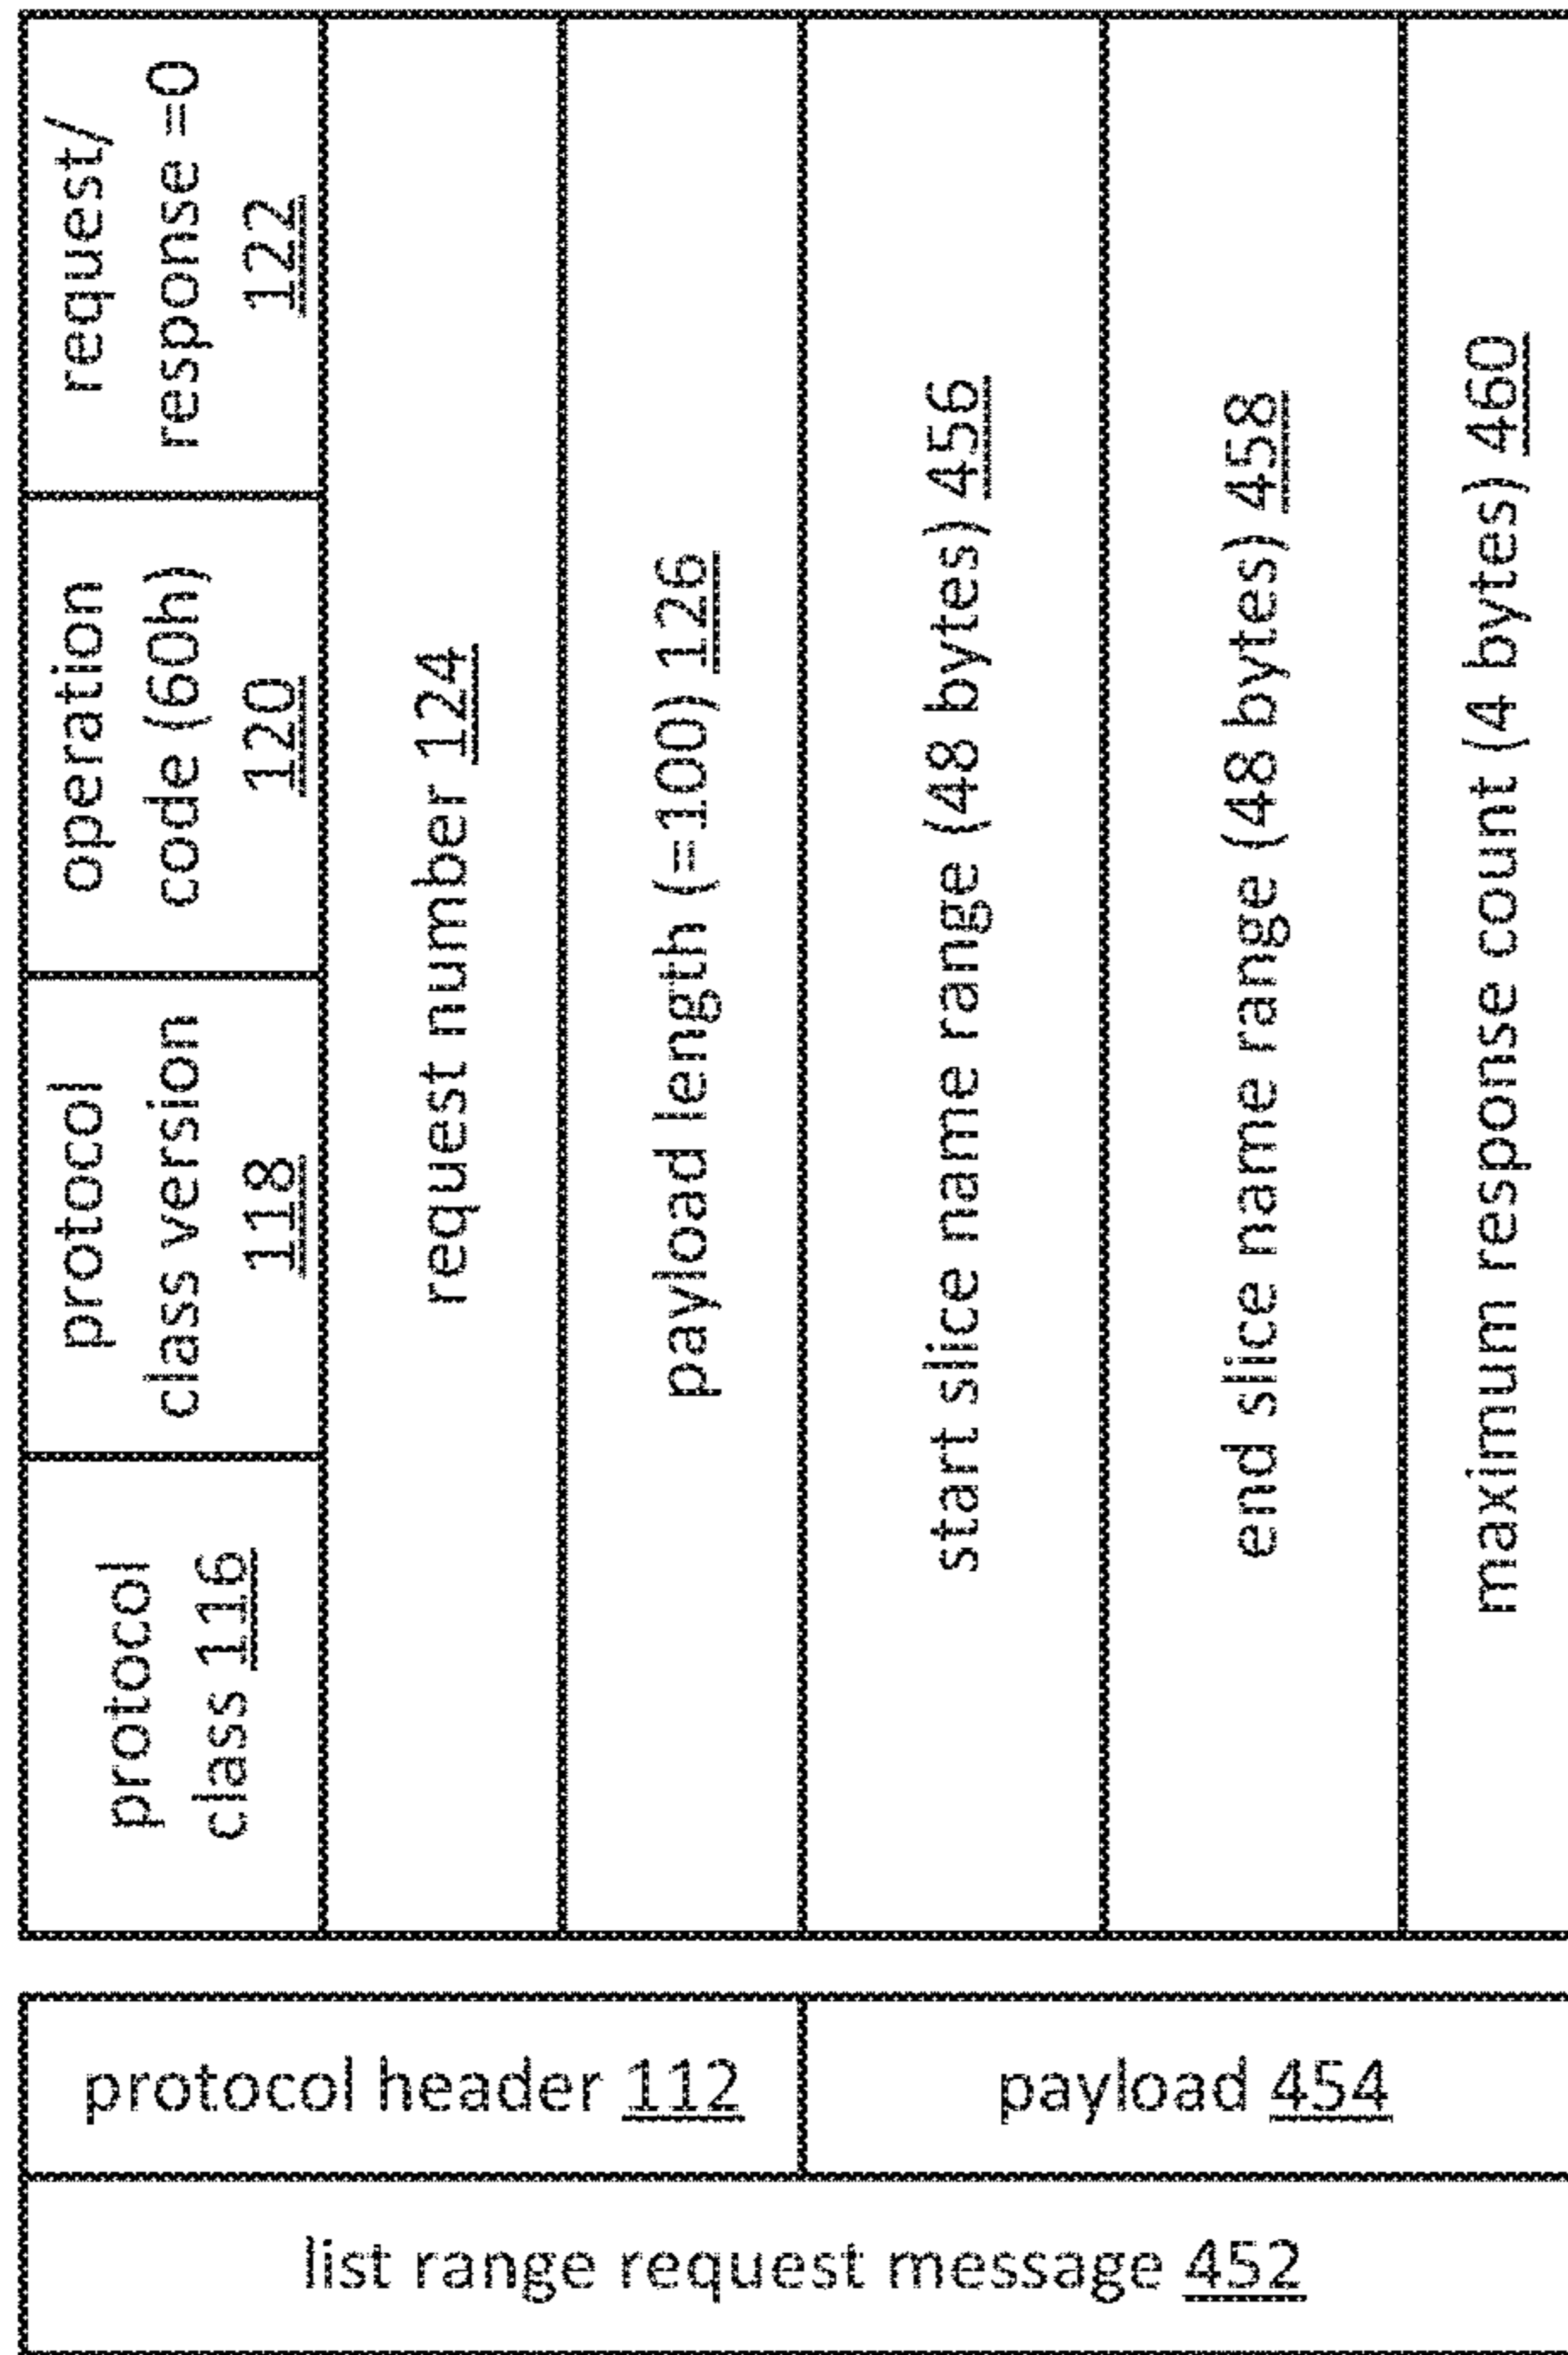 protocol
class 116
protocol
class version
118
operation
code (60h)
120
request/
response =0
122
request number 124
payload length (=100) 126
start slice name range (48 bytes) 456
end slice name range (48 bytes) 458
maximum response count (4 bytes) 460
protocol header 112
payload 454
list range request message 452